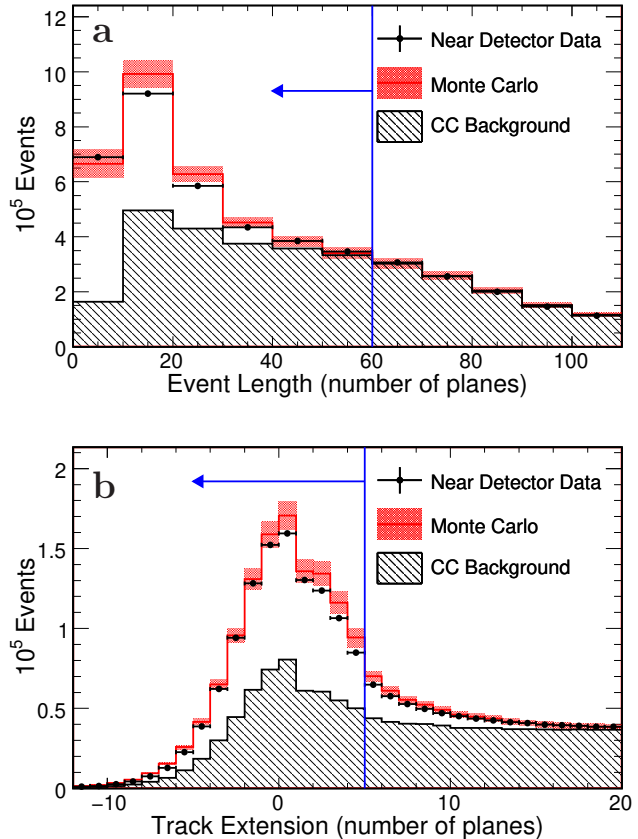 a
12
10
8
6
4
2
0
10⁵ Events
Near Detector Data
Monte Carlo
CC Background
0 20 40 60 80 100
Event Length (number of planes)
b
2
1.5
1
0.5
0
10⁵ Events
Near Detector Data
Monte Carlo
CC Background
−10 0 10 20
Track Extension (number of planes)